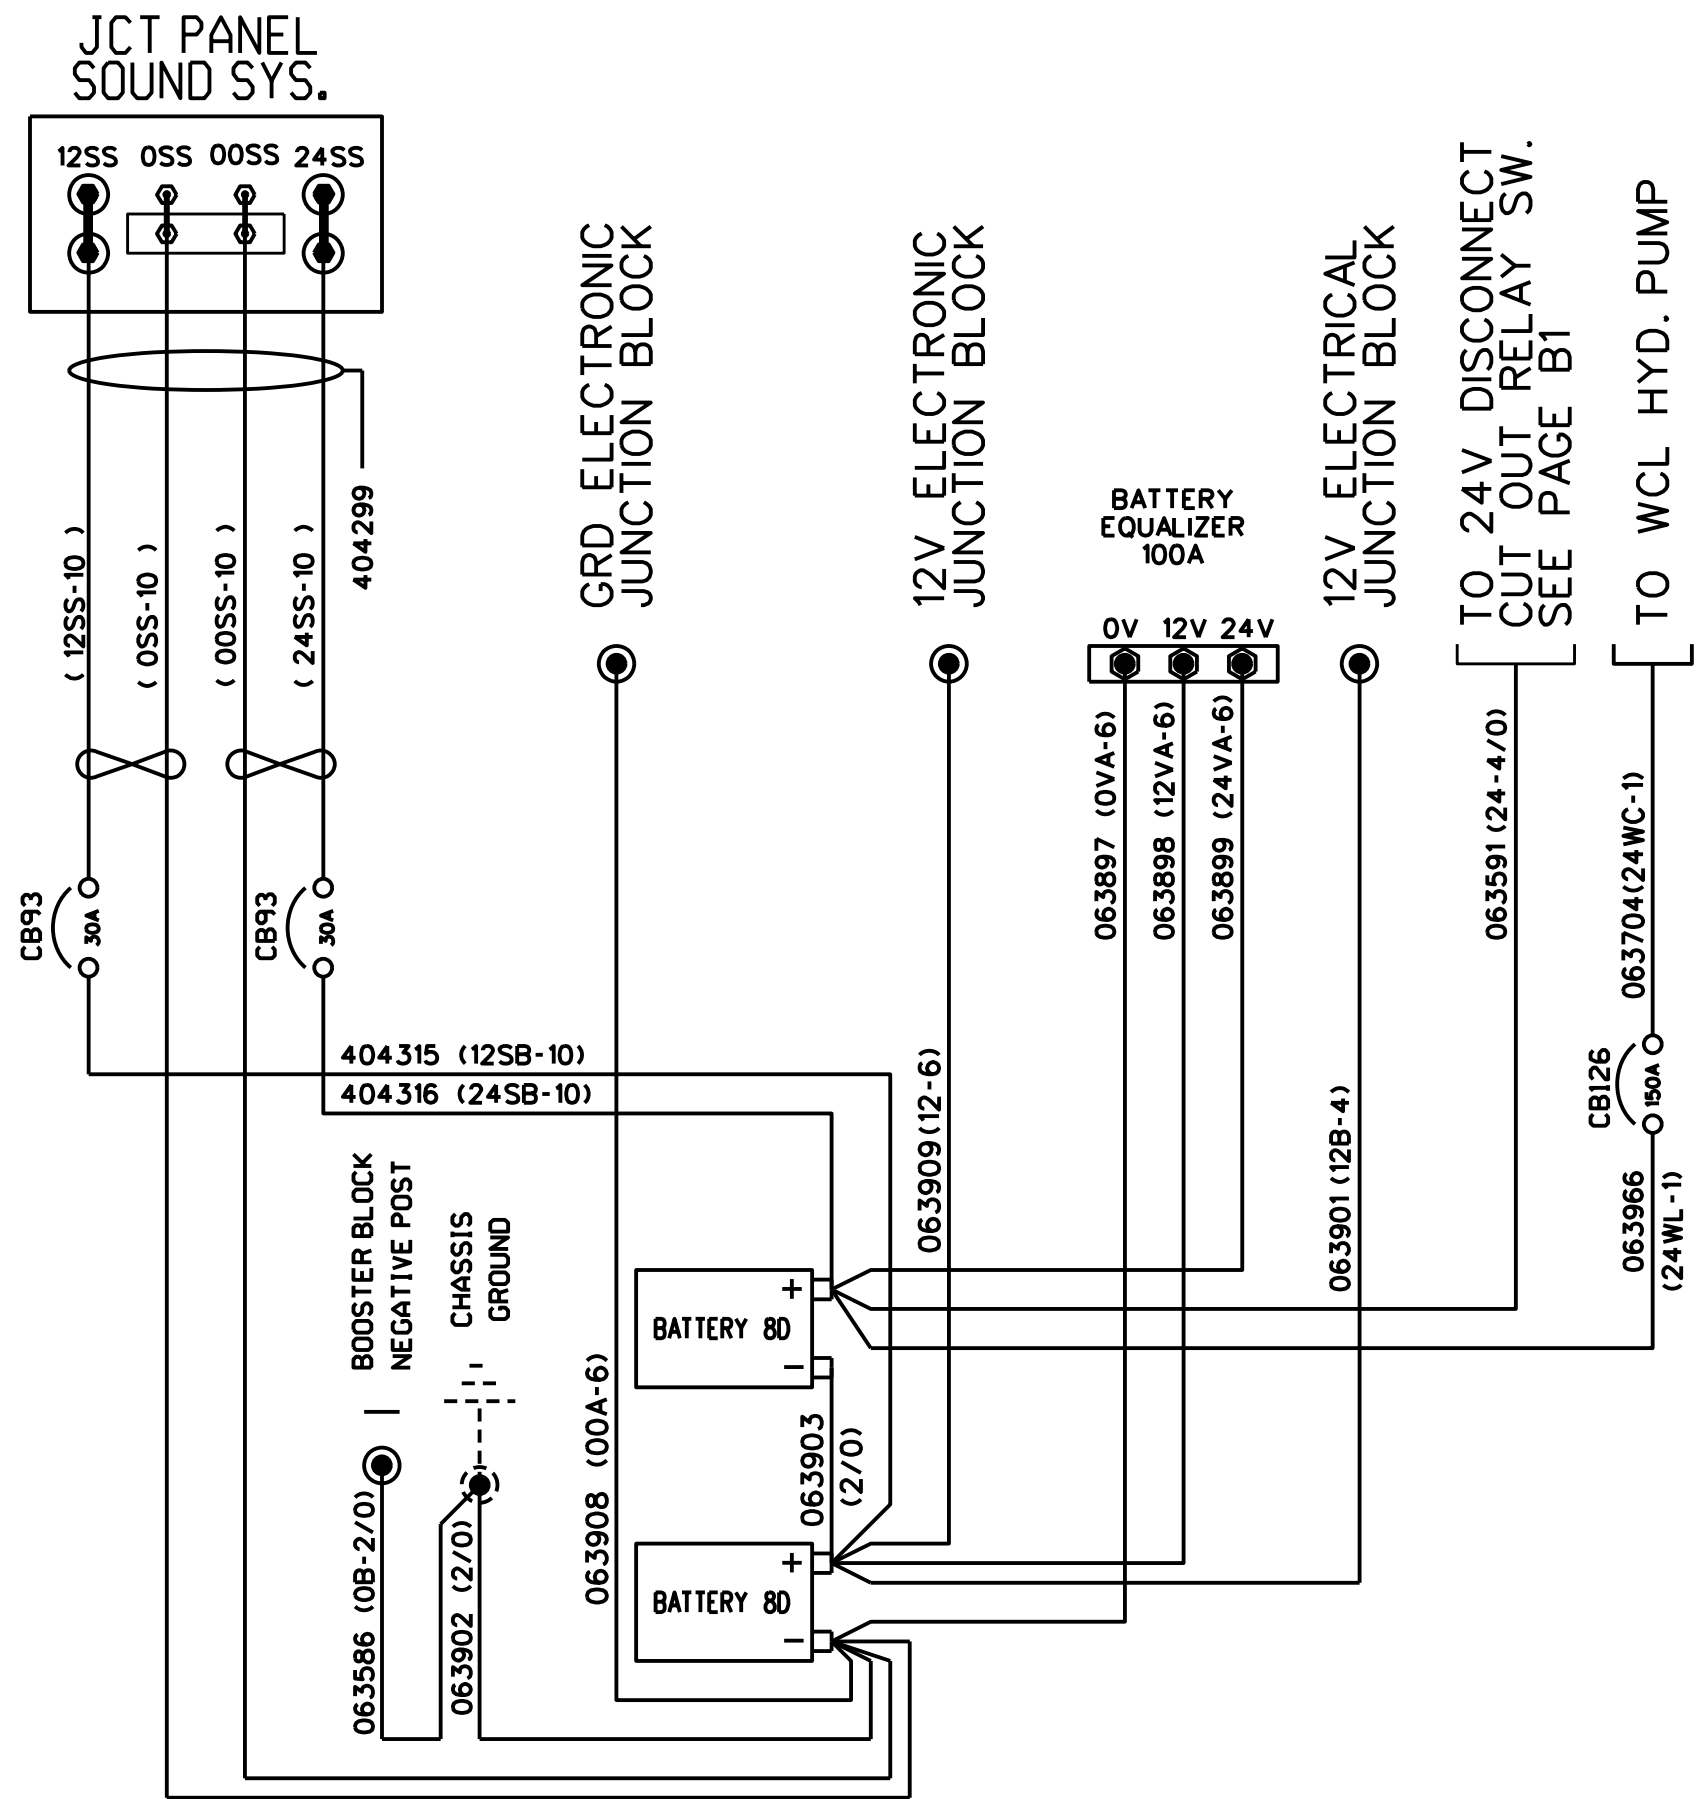 JCT PANEL
SOUND SYS.
12SS
0SS
00SS
24SS
404299
( 12SS-10 )
( 0SS-10 )
( 00SS-10 )
( 24SS-10 )
CB93
30A
CB93
30A
GRD ELECTRONIC
JUNCTION BLOCK
12V ELECTRONIC
JUNCTION BLOCK
BATTERY
EQUALIZER
100A
0V
12V
24V
12V ELECTRICAL
JUNCTION BLOCK
TO 24V DISCONNECT
CUT OUT RELAY SW.
SEE PAGE B1
TO WCL HYD. PUMP
063897 (0VA-6)
063898 (12VA-6)
063899 (24VA-6)
063591 (24-4/0)
063704 (24WC-1)
404315 (12SB-10)
404316 (24SB-10)
063909 (12-6)
063901 (12B-4)
CB126
150A
063966
(24WL-1)
BOOSTER BLOCK
NEGATIVE POST
CHASSIS
GROUND
+
BATTERY 8D
−
063908 (00A-6)
063903
(2/0)
063586 (0B-2/0)
063902 (2/0)
+
BATTERY 8D
−